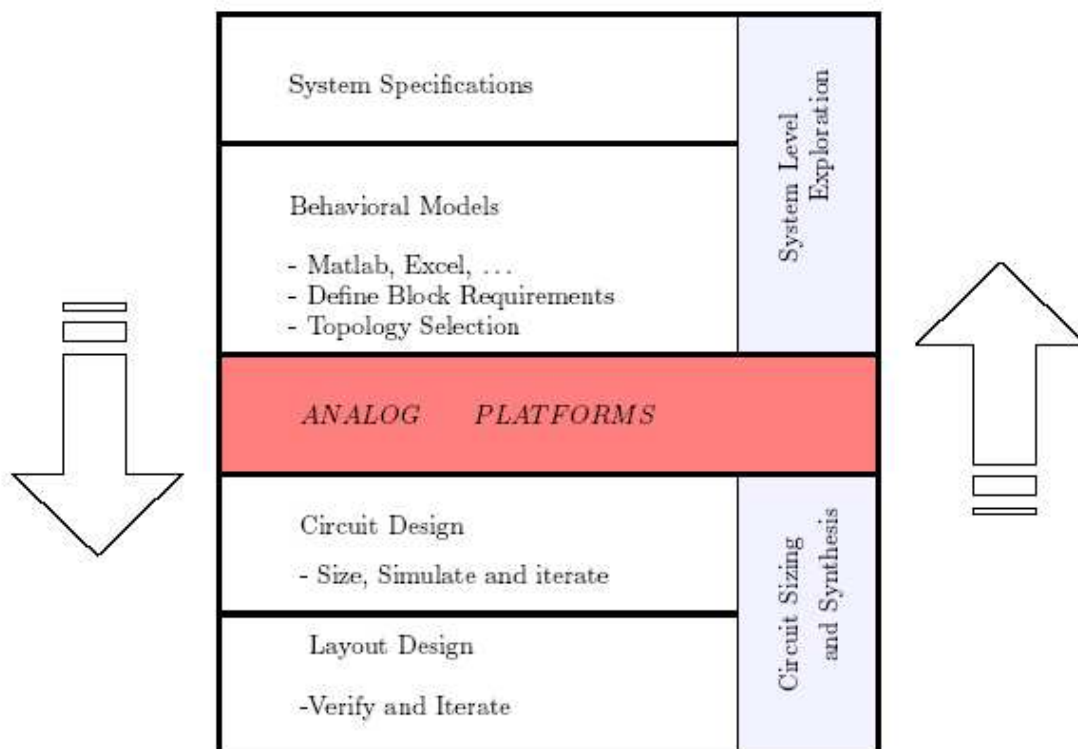 System Specifications
System Level
Exploration
Behavioral Models
- Matlab, Excel, ...
- Define Block Requirements
- Topology Selection
ANALOG PLATFORMS
Circuit Design
- Size, Simulate and iterate
Circuit Sizing
and Synthesis
Layout Design
-Verify and Iterate